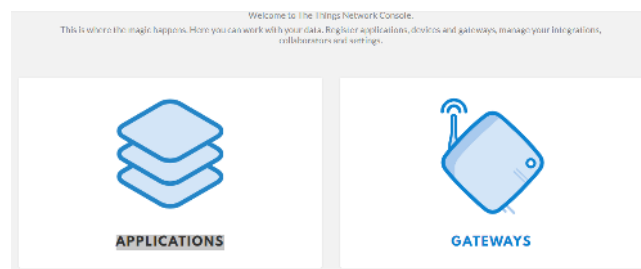 Welcome to The Things Network Console.
This is where the magic happens. Here you can work with your data. Register applications, devices and gateways, manage your integrations,
collaborators and settings.
APPLICATIONS
GATEWAYS